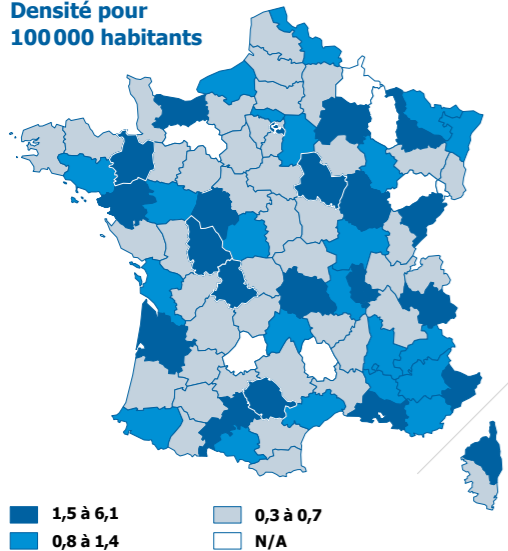 Densité pour
100 000 habitants
1,5 à 6,1
0,3 à 0,7
0,8 à 1,4
N/A